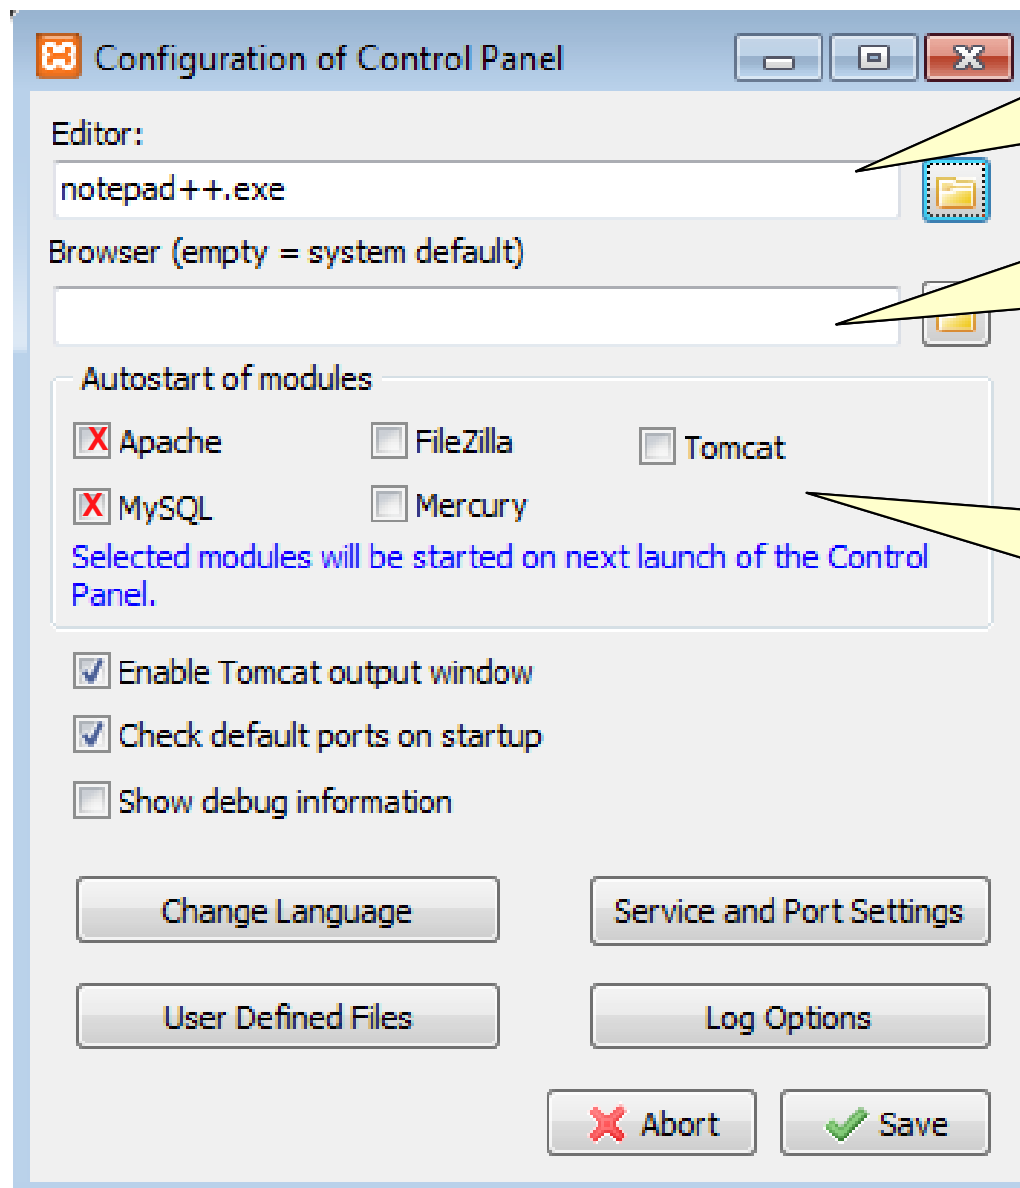 Configuration of Control Panel
Editor:
notepad++.exe
Browser (empty = system default)
Autostart of modules
X Apache
FileZilla
Tomcat
X MySQL
Mercury
Selected modules will be started on next launch of the Control
Panel.
Enable Tomcat output window
Check default ports on startup
Show debug information
Change Language
Service and Port Settings
User Defined Files
Log Options
Abort
Save